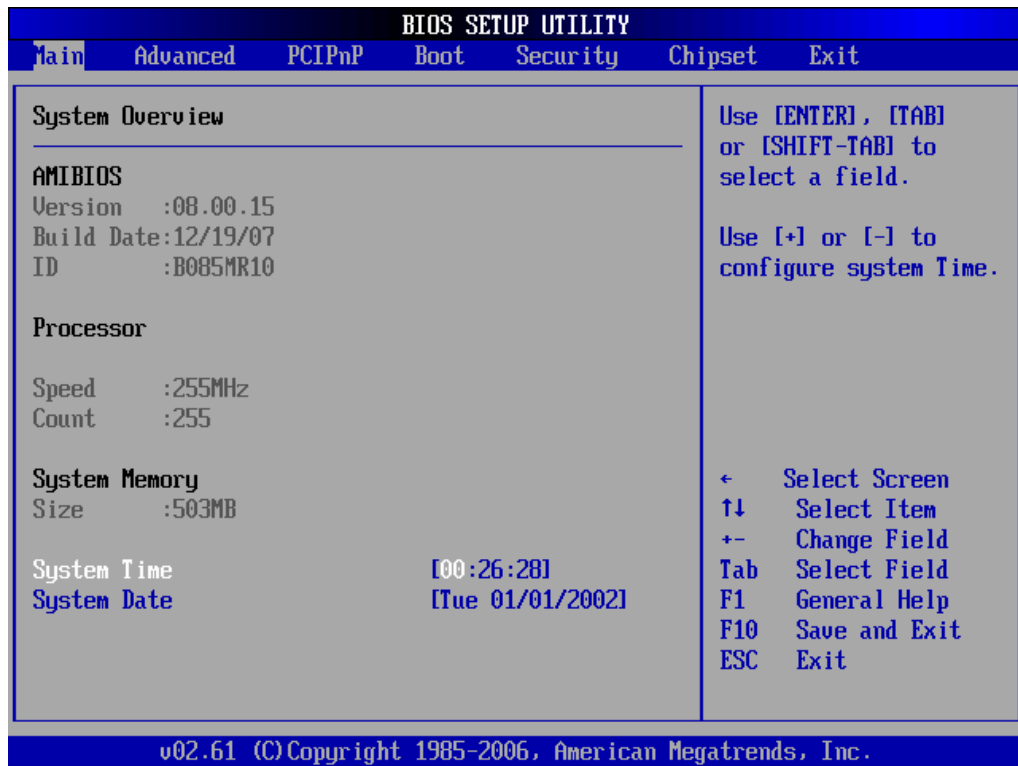 BIOS SETUP UTILITY
Main Advanced PCIPnP Boot Security Chipset Exit
System Overview
AMIBIOS
Version :08.00.15
Build Date:12/19/07
ID :B085MR10
Processor
Speed :255MHz
Count :255
System Memory
Size :503MB
System Time [00:26:28]
System Date [Tue 01/01/2002]
Use [ENTER], [TAB]
or [SHIFT-TAB] to
select a field.
Use [+] or [-] to
configure system Time.
← Select Screen
↑↓ Select Item
+- Change Field
Tab Select Field
F1 General Help
F10 Save and Exit
ESC Exit
v02.61 (C)Copyright 1985-2006, American Megatrends, Inc.